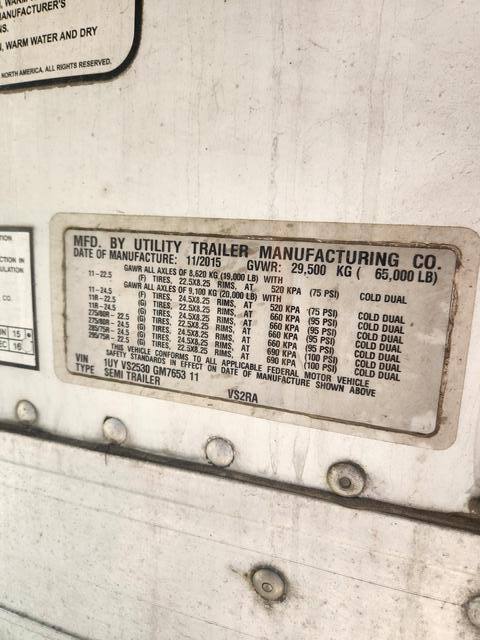 MANUFACTURER'S
NS.
, WARM WATER AND DRY
NORTH AMERICA, ALL RIGHTS RESERVED.
MFD. BY UTILITY TRAILER MANUFACTURING CO.
DATE OF MANUFACTURE: 11/2015 GVWR: 29,500 KG ( 65,000 LB)
GAWR ALL AXLES OF 8,620 KG (19,000 LB) WITH
11-22.5 (F) TIRES, 22.5X8.25 RIMS, AT 520 KPA (75 PSI) COLD DUAL
GAWR ALL AXLES OF 9,100 KG (20,000 LB) WITH
11-24.5 (F) TIRES, 24.5X8.25 RIMS, AT 520 KPA (75 PSI) COLD DUAL
11R-22.5 (G) TIRES, 22.5X8.25 RIMS, AT 660 KPA (95 PSI) COLD DUAL
11R-24.5 (G) TIRES, 24.5X8.25 RIMS, AT 660 KPA (95 PSI) COLD DUAL
275/80R-22.5 (G) TIRES, 22.5X8.25 RIMS, AT 660 KPA (95 PSI) COLD DUAL
275/80R-24.5 (G) TIRES, 24.5X8.25 RIMS, AT 660 KPA (95 PSI) COLD DUAL
285/75R-24.5 (G) TIRES, 24.5X8.25 RIMS, AT 690 KPA (100 PSI) COLD DUAL
295/75R-22.5 (G) TIRES, 22.5X8.25 RIMS, AT 690 KPA (100 PSI) COLD DUAL
THIS VEHICLE CONFORMS TO ALL APPLICABLE FEDERAL MOTOR VEHICLE
SAFETY STANDARDS IN EFFECT ON DATE OF MANUFACTURE SHOWN ABOVE
VIN 1UY VS2530 GM7653 11
TYPE SEMI TRAILER VS2RA
CTION IN
ULATION
CO.
15
EC 16